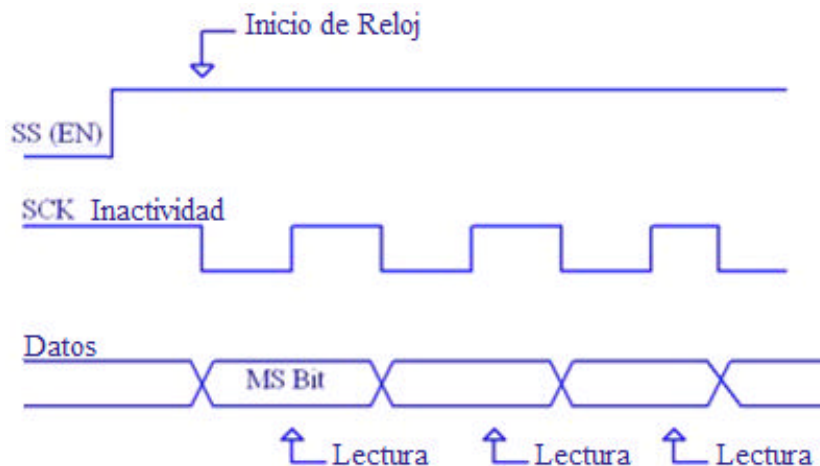 Inicio de Reloj
SS (EN)
SCK Inactividad
Datos
MS Bit
Lectura Lectura Lectura